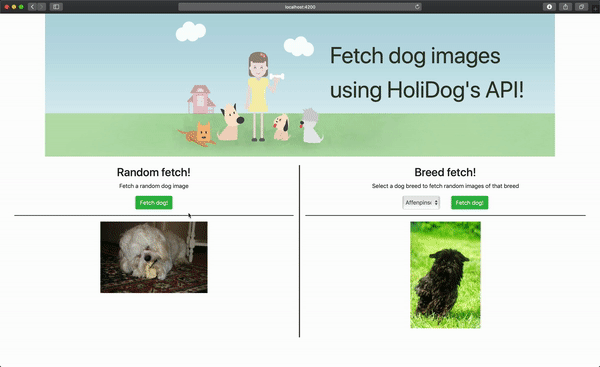 localhost:4200
Fetch dog images
using HoliDog's API!
Random fetch!
Fetch a random dog image
Fetch dog!
Breed fetch!
Select a dog breed to fetch random images of that breed
Affenpinsc
Fetch dog!